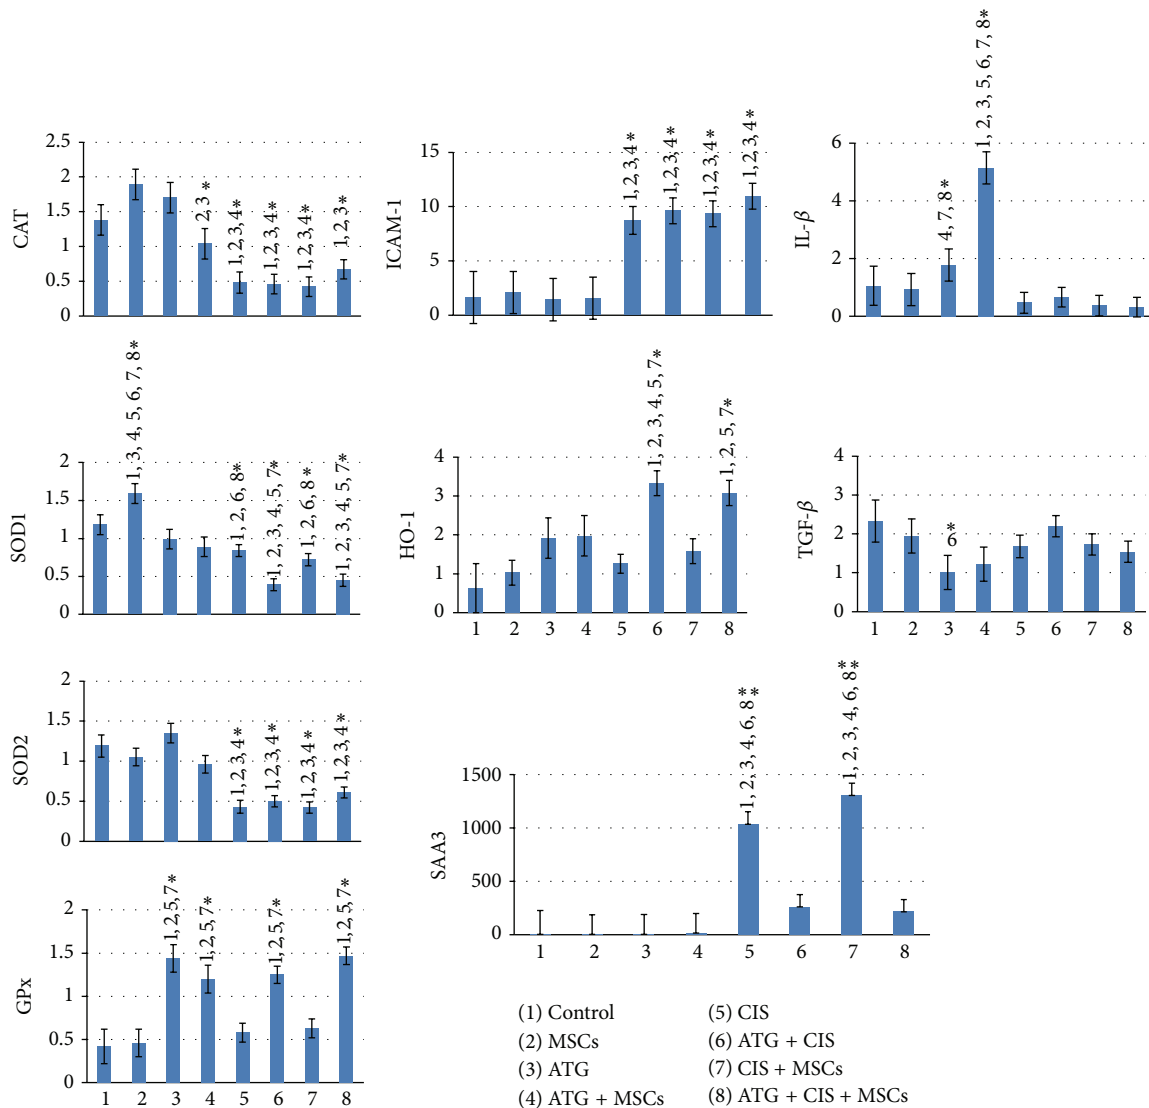 CAT
2.5
2
1.5
1
0.5
0
2, 3*
1, 2, 3, 4*
1, 2, 3, 4*
1, 2, 3, 4*
1, 2, 3*
ICAM-1
15
10
5
0
1, 2, 3, 4*
1, 2, 3, 4*
1, 2, 3, 4*
1, 2, 3, 4*
IL-β
6
4
2
0
4, 7, 8*
1, 2, 3, 5, 6, 7, 8*
SOD1
2
1.5
1
0.5
0
1, 3, 4, 5, 6, 7, 8*
1, 2, 6, 8*
1, 2, 3, 4, 5, 7*
1, 2, 6, 8*
1, 2, 3, 4, 5, 7*
HO-1
4
3
2
1
0
1, 2, 3, 4, 5, 7*
1, 2, 5, 7*
1 2 3 4 5 6 7 8
TGF-β
4
3
2
1
0
*
6
1 2 3 4 5 6 7 8
SOD2
2
1.5
1
0.5
0
1, 2, 3, 4*
1, 2, 3, 4*
1, 2, 3, 4*
1, 2, 3, 4*
SAA3
1500
1000
500
0
1, 2, 3, 4, 6, 8**
1, 2, 3, 4, 6, 8**
1 2 3 4 5 6 7 8
GPx
2
1.5
1
0.5
0
1, 2, 5, 7*
1, 2, 5, 7*
1, 2, 5, 7*
1, 2, 5, 7*
1 2 3 4 5 6 7 8
(1) Control
(2) MSCs
(3) ATG
(4) ATG + MSCs
(5) CIS
(6) ATG + CIS
(7) CIS + MSCs
(8) ATG + CIS + MSCs